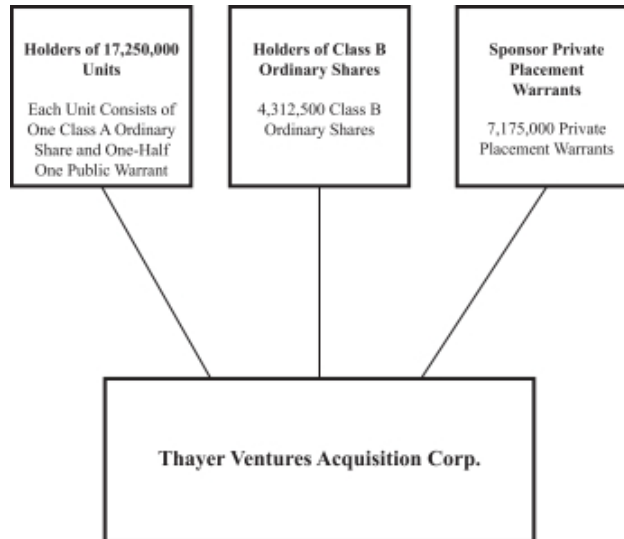 Holders of 17,250,000
Units
Each Unit Consists of
One Class A Ordinary
Share and One-Half
One Public Warrant
Holders of Class B
Ordinary Shares
4,312,500 Class B
Ordinary Shares
Sponsor Private
Placement
Warrants
7,175,000 Private
Placement Warrants
Thayer Ventures Acquisition Corp.